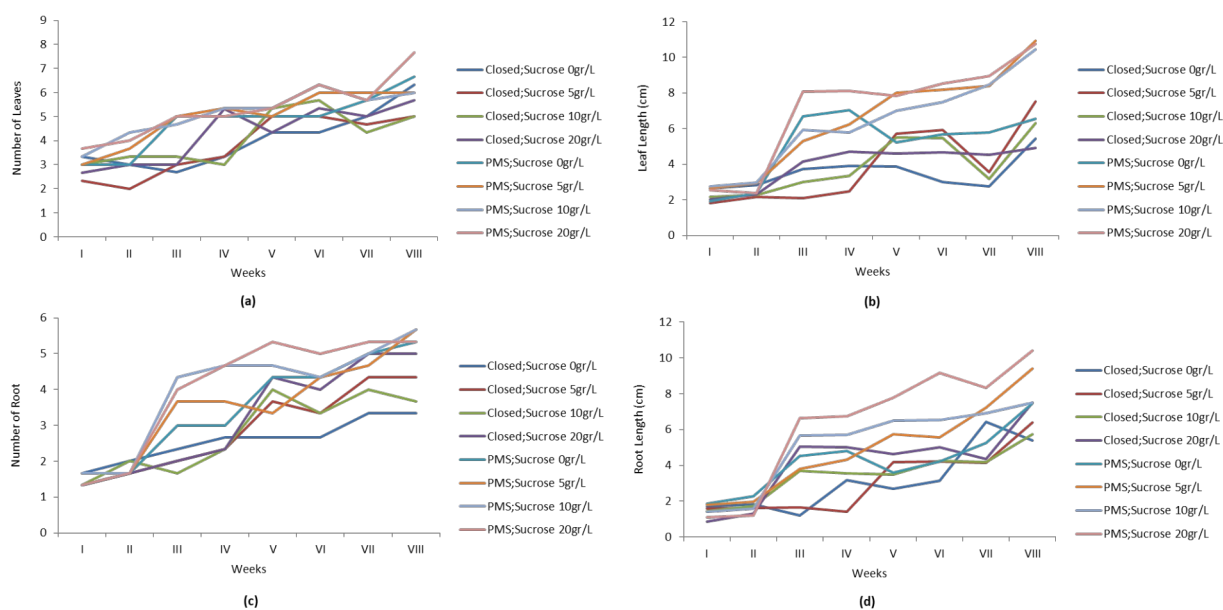 9
8
7
6
5
4
3
2
1
0
Number of Leaves
I II III IV V VI VII VIII
Weeks
Closed;Sucrose 0gr/L
Closed;Sucrose 5gr/L
Closed;Sucrose 10gr/L
Closed;Sucrose 20gr/L
PMS;Sucrose 0gr/L
PMS;Sucrose 5gr/L
PMS;Sucrose 10gr/L
PMS;Sucrose 20gr/L
(a)
12
10
8
6
4
2
0
Leaf Length (cm)
I II III IV V VI VII VIII
Weeks
Closed;Sucrose 0gr/L
Closed;Sucrose 5gr/L
Closed;Sucrose 10gr/L
Closed;Sucrose 20gr/L
PMS;Sucrose 0gr/L
PMS;Sucrose 5gr/L
PMS;Sucrose 10gr/L
PMS;Sucrose 20gr/L
(b)
6
5
4
3
2
1
0
Number of Root
I II III IV V VI VII VIII
Weeks
Closed;Sucrose 0gr/L
Closed;Sucrose 5gr/L
Closed;Sucrose 10gr/L
Closed;Sucrose 20gr/L
PMS;Sucrose 0gr/L
PMS;Sucrose 5gr/L
PMS;Sucrose 10gr/L
PMS;Sucrose 20gr/L
(c)
12
10
8
6
4
2
0
Root Length (cm)
I II III IV V VI VII VIII
Weeks
Closed;Sucrose 0gr/L
Closed;Sucrose 5gr/L
Closed;Sucrose 10gr/L
Closed;Sucrose 20gr/L
PMS;Sucrose 0gr/L
PMS;Sucrose 5gr/L
PMS;Sucrose 10gr/L
PMS;Sucrose 20gr/L
(d)